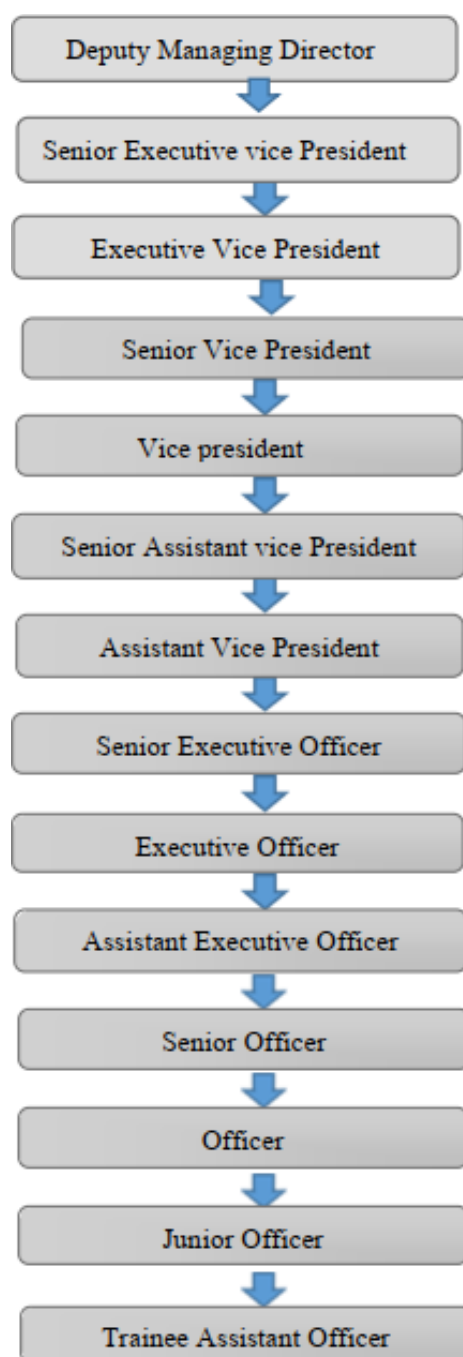 Deputy Managing Director
Senior Executive vice President
Executive Vice President
Senior Vice President
Vice president
Senior Assistant vice President
Assistant Vice President
Senior Executive Officer
Executive Officer
Assistant Executive Officer
Senior Officer
Officer
Junior Officer
Trainee Assistant Officer